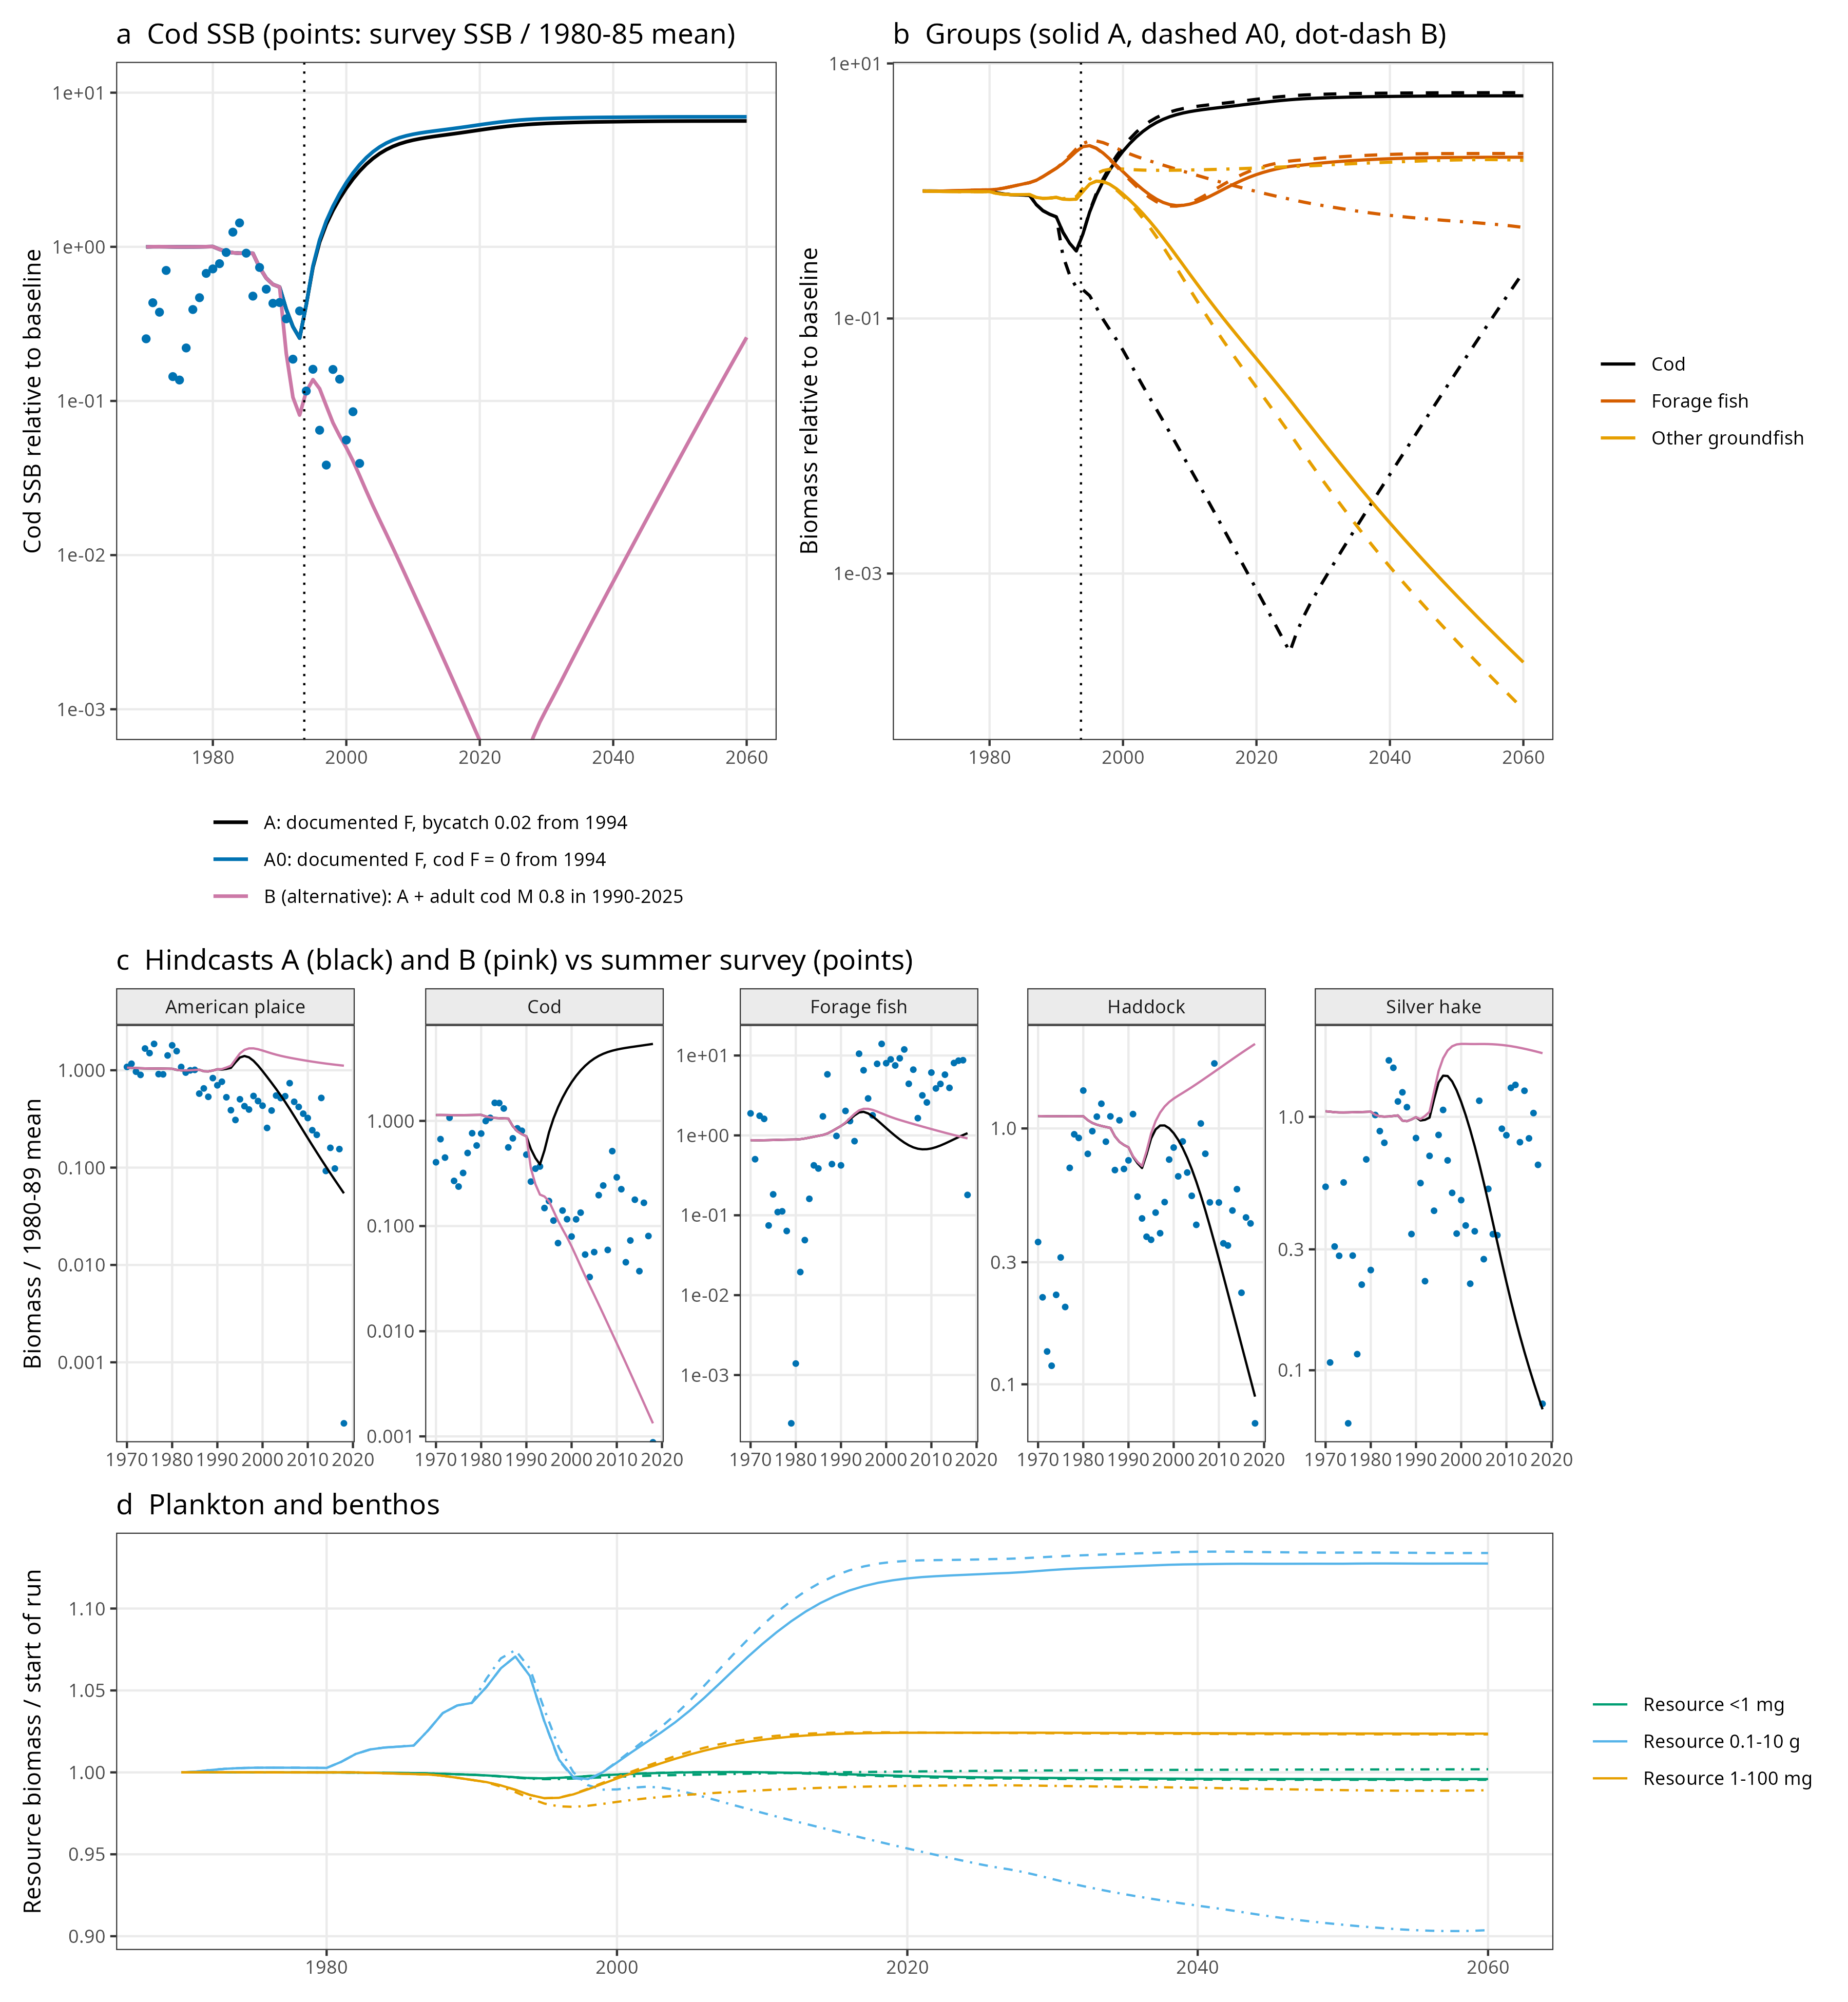 a  Cod SSB (points: survey SSB / 1980-85 mean)
Cod SSB relative to baseline
1e+01
1e+00
1e-01
1e-02
1e-03
1980 2000 2020 2040 2060
A: documented F, bycatch 0.02 from 1994
A0: documented F, cod F = 0 from 1994
B (alternative): A + adult cod M 0.8 in 1990-2025
b  Groups (solid A, dashed A0, dot-dash B)
Biomass relative to baseline
1e+01
1e-01
1e-03
1980 2000 2020 2040 2060
Cod
Forage fish
Other groundfish
c  Hindcasts A (black) and B (pink) vs summer survey (points)
Biomass / 1980-89 mean
American plaice
1.000
0.100
0.010
0.001
1970 1980 1990 2000 2010 2020
Cod
1.000
0.100
0.010
0.001
1970 1980 1990 2000 2010 2020
Forage fish
1e+01
1e+00
1e-01
1e-02
1e-03
1970 1980 1990 2000 2010 2020
Haddock
1.0
0.3
0.1
1970 1980 1990 2000 2010 2020
Silver hake
1.0
0.3
0.1
1970 1980 1990 2000 2010 2020
d  Plankton and benthos
Resource biomass / start of run
1.10
1.05
1.00
0.95
0.90
1980 2000 2020 2040 2060
Resource <1 mg
Resource 0.1-10 g
Resource 1-100 mg